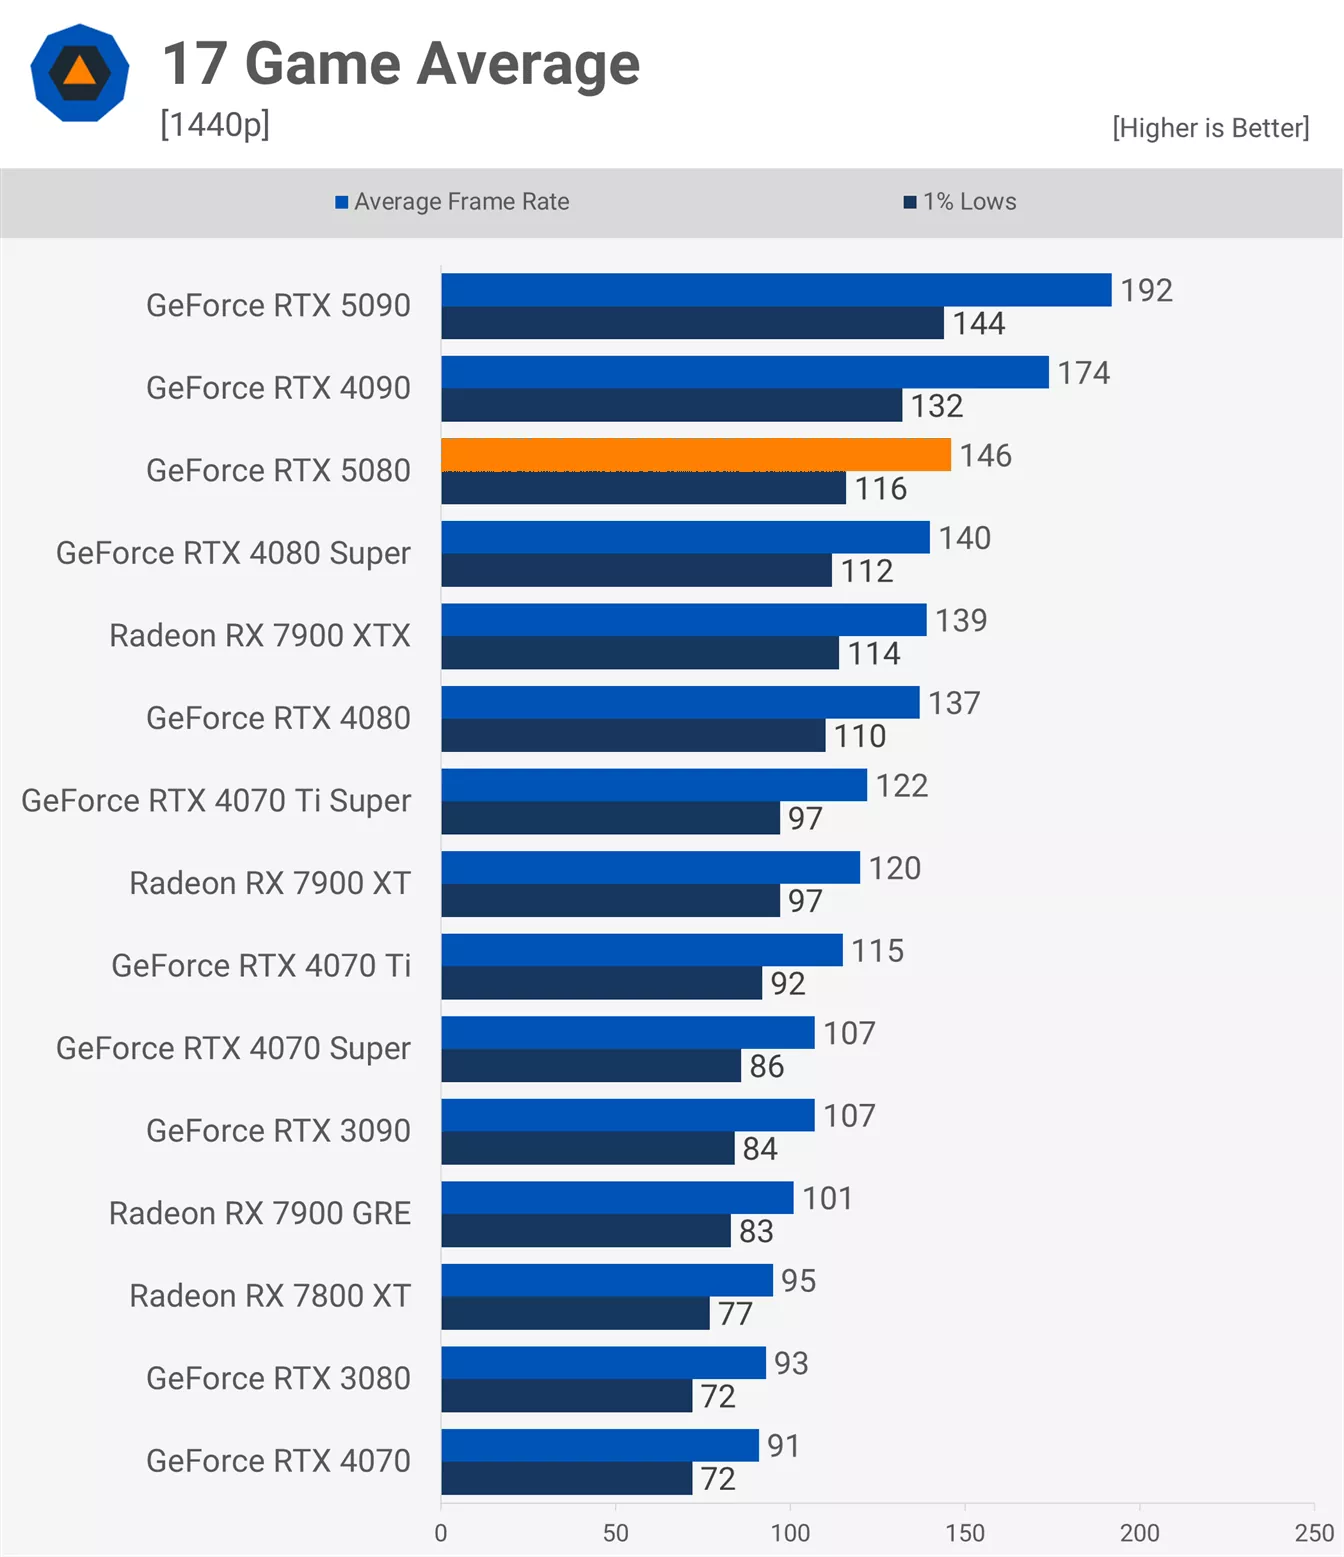 17 Game Average
[1440p]
[Higher is Better]
Average Frame Rate 1% Lows
GeForce RTX 5090 192
144
GeForce RTX 4090 174
132
GeForce RTX 5080 146
116
GeForce RTX 4080 Super 140
112
Radeon RX 7900 XTX 139
114
GeForce RTX 4080 137
110
GeForce RTX 4070 Ti Super 122
97
Radeon RX 7900 XT 120
97
GeForce RTX 4070 Ti 115
92
GeForce RTX 4070 Super 107
86
GeForce RTX 3090 107
84
Radeon RX 7900 GRE 101
83
Radeon RX 7800 XT 95
77
GeForce RTX 3080 93
72
GeForce RTX 4070 91
72
0 50 100 150 200 250